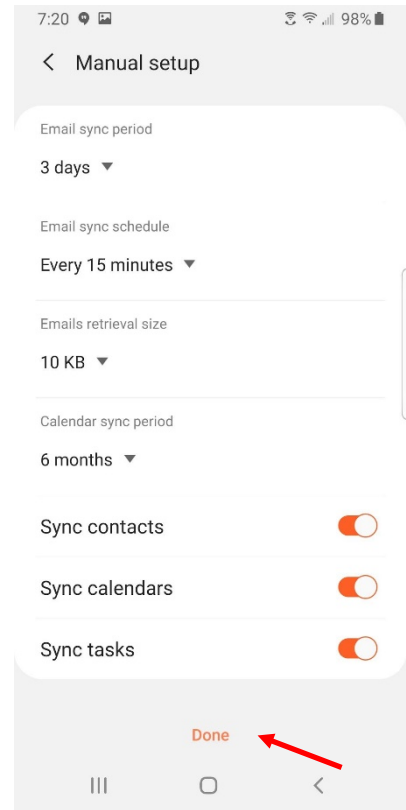 7:20 98%
Manual setup
Email sync period
3 days
Email sync schedule
Every 15 minutes
Emails retrieval size
10 KB
Calendar sync period
6 months
Sync contacts
Sync calendars
Sync tasks
Done